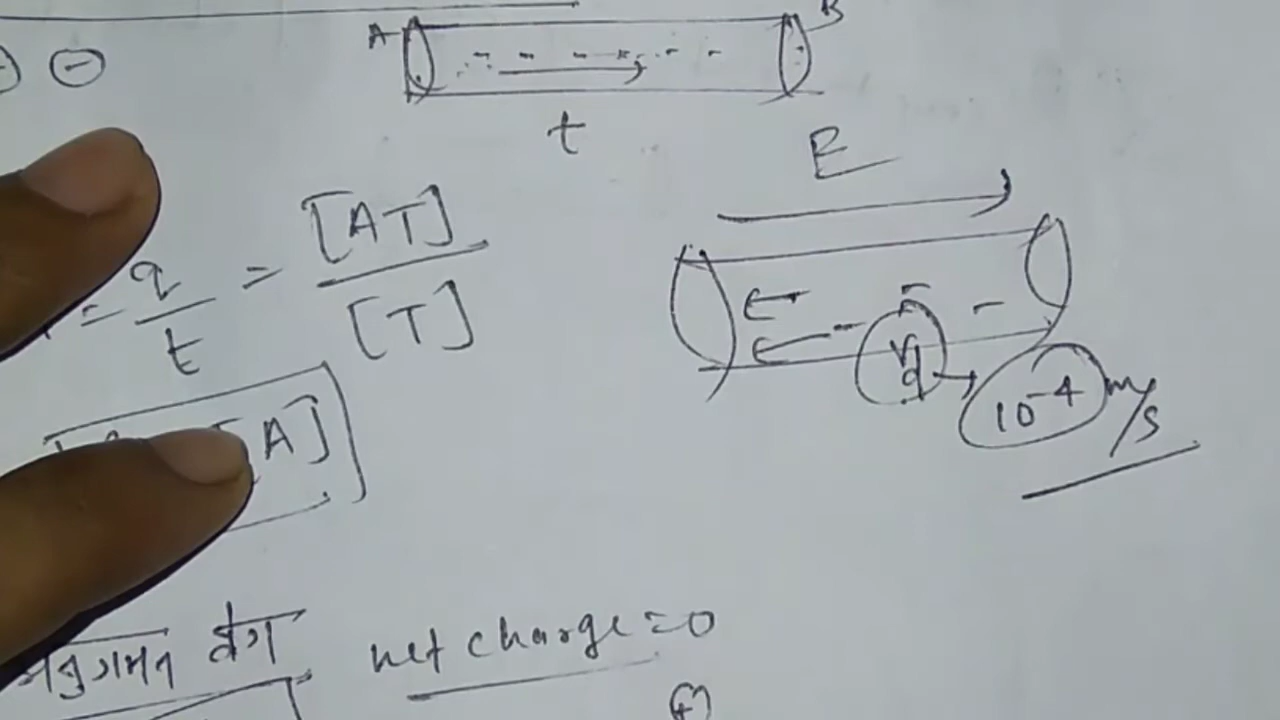 A B
⊖
t
E
= q/t = [AT]/[T]
[A]
Vd → 10⁻⁴ m/s
अनुगमन वेग
net charge = 0
(+)